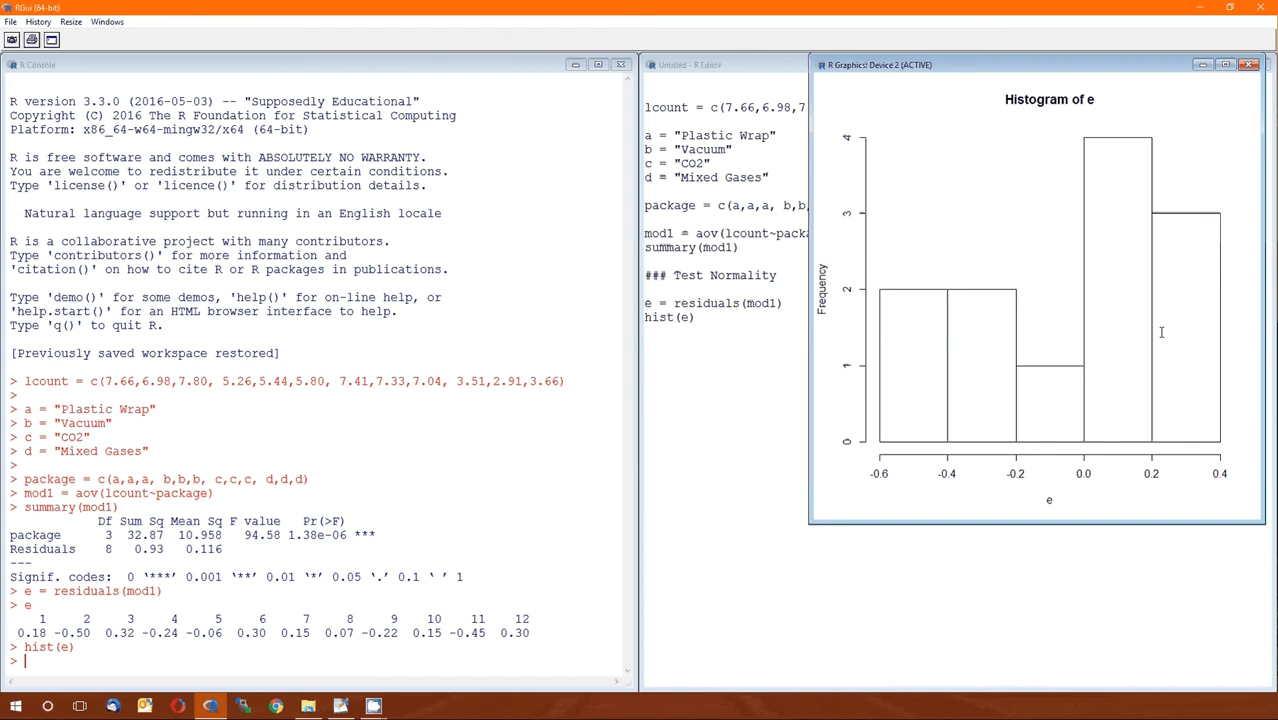 RGui (64-bit)
File History Resize Windows
R Console
R version 3.3.0 (2016-05-03) -- "Supposedly Educational"
Copyright (C) 2016 The R Foundation for Statistical Computing
Platform: x86_64-w64-mingw32/x64 (64-bit)
R is free software and comes with ABSOLUTELY NO WARRANTY.
You are welcome to redistribute it under certain conditions.
Type 'license()' or 'licence()' for distribution details.
Natural language support but running in an English locale
R is a collaborative project with many contributors.
Type 'contributors()' for more information and
'citation()' on how to cite R or R packages in publications.
Type 'demo()' for some demos, 'help()' for on-line help, or
'help.start()' for an HTML browser interface to help.
Type 'q()' to quit R.
[Previously saved workspace restored]
> lcount = c(7.66,6.98,7.80, 5.26,5.44,5.80, 7.41,7.33,7.04, 3.51,2.91,3.66)
>
> a = "Plastic Wrap"
> b = "Vacuum"
> c = "CO2"
> d = "Mixed Gases"
>
> package = c(a,a,a, b,b,b, c,c,c, d,d,d)
> mod1 = aov(lcount~package)
> summary(mod1)
Df Sum Sq Mean Sq F value Pr(>F)
package 3 32.87 10.958 94.58 1.38e-06 ***
Residuals 8 0.93 0.116
---
Signif. codes: 0 '***' 0.001 '**' 0.01 '*' 0.05 '.' 0.1 ' ' 1
> e = residuals(mod1)
> e
1 2 3 4 5 6 7 8 9 10 11 12
0.18 -0.50 0.32 -0.24 -0.06 0.30 0.15 0.07 -0.22 0.15 -0.45 0.30
> hist(e)
>
Untitled - R Editor
lcount = c(7.66,6.98,7
a = "Plastic Wrap"
b = "Vacuum"
c = "CO2"
d = "Mixed Gases"
package = c(a,a,a, b,b,
mod1 = aov(lcount~packa
summary(mod1)
### Test Normality
e = residuals(mod1)
hist(e)
R Graphics: Device 2 (ACTIVE)
Histogram of e
Frequency
4
3
2
1
0
-0.6 -0.4 -0.2 0.0 0.2 0.4
e